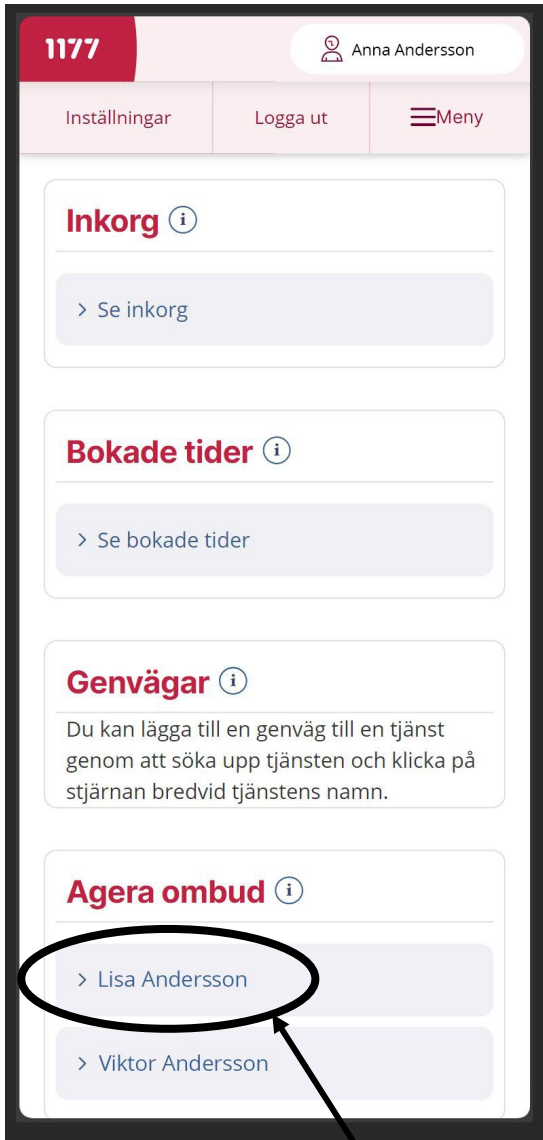 1177
Anna Andersson
Inställningar
Logga ut
Meny
Inkorg
Se inkorg
Bokade tider
Se bokade tider
Genvägar
Du kan lägga till en genväg till en tjänst
genom att söka upp tjänsten och klicka på
stjärnan bredvid tjänstens namn.
Agera ombud
Lisa Andersson
Viktor Andersson